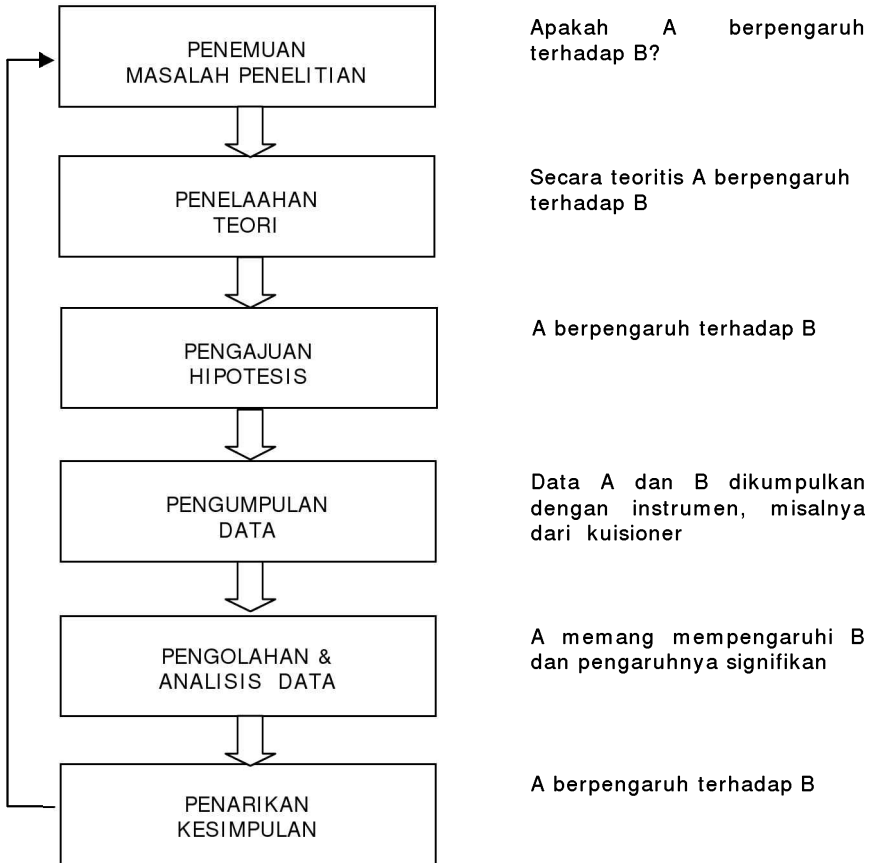 PENEMUAN
MASALAH PENELITIAN
Apakah A berpengaruh
terhadap B?
PENELAAHAN
TEORI
Secara teoritis A berpengaruh
terhadap B
PENGAJUAN
HIPOTESIS
A berpengaruh terhadap B
PENGUMPULAN
DATA
Data A dan B dikumpulkan
dengan instrumen, misalnya
dari kuisioner
PENGOLAHAN &
ANALISIS DATA
A memang mempengaruhi B
dan pengaruhnya signifikan
PENARIKAN
KESIMPULAN
A berpengaruh terhadap B